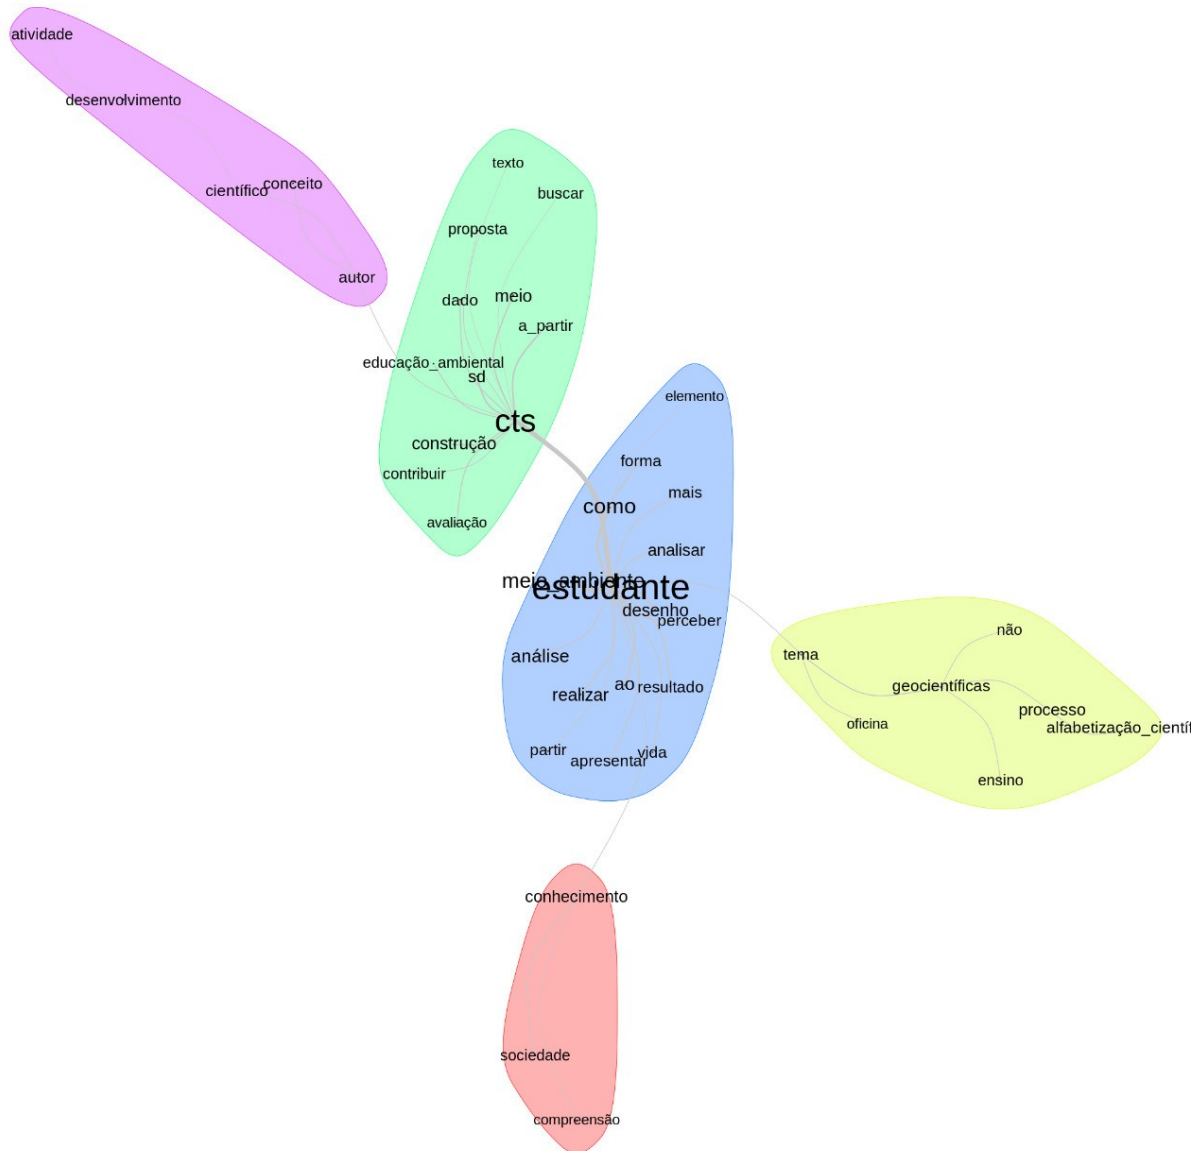 atividade
desenvolvimento
científico
conceito
autor
texto
buscar
proposta
dado
meio
a_partir
educação_ambiental
sd
cts
construção
contribuir
avaliação
elemento
forma
mais
como
analisar
meio_ambiente
estudante
desenho
perceber
análise
realizar
ao
resultado
partir
apresentar
vida
não
tema
geocientíficas
processo
oficina
alfabetização_científ
ensino
conhecimento
sociedade
compreensão